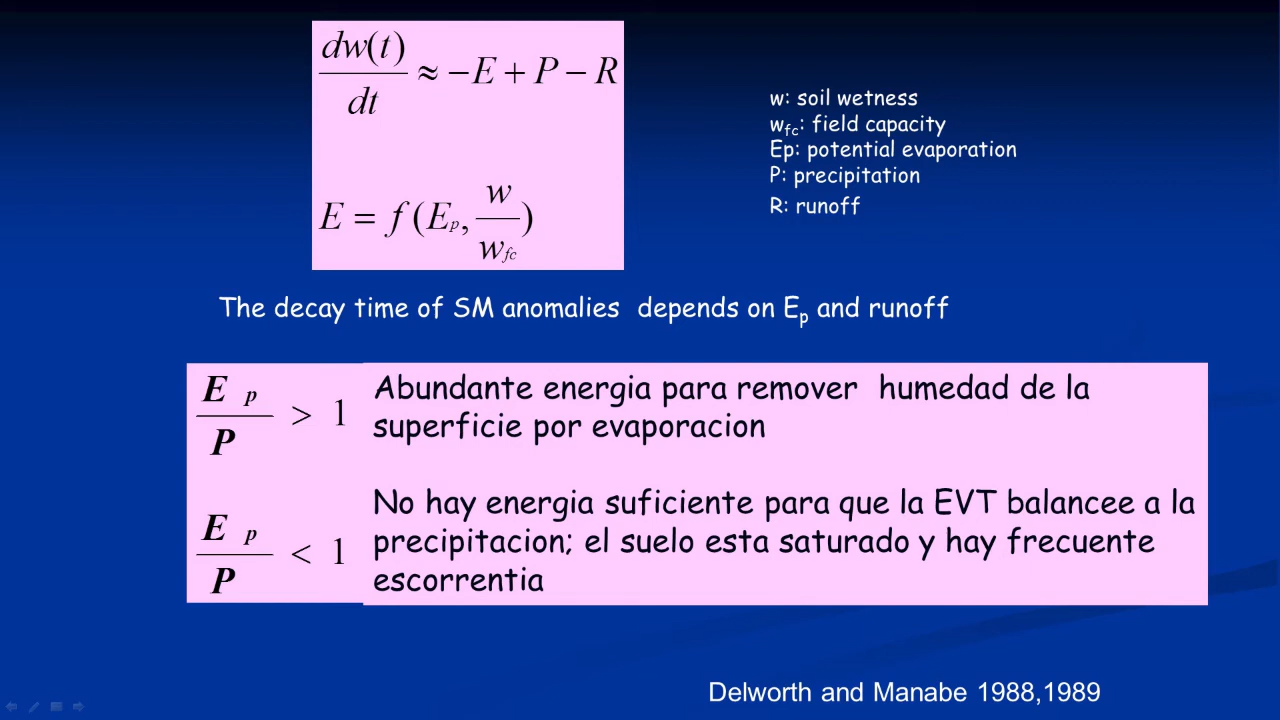 dw(t)/dt ≈ −E + P − R
E = f(Ep, w/wfc)
w: soil wetness
wfc: field capacity
Ep: potential evaporation
P: precipitation
R: runoff
The decay time of SM anomalies depends on Ep and runoff
Ep/P > 1
Abundante energia para remover humedad de la
superficie por evaporacion
Ep/P < 1
No hay energia suficiente para que la EVT balancee a la
precipitacion; el suelo esta saturado y hay frecuente
escorrentia
Delworth and Manabe 1988,1989